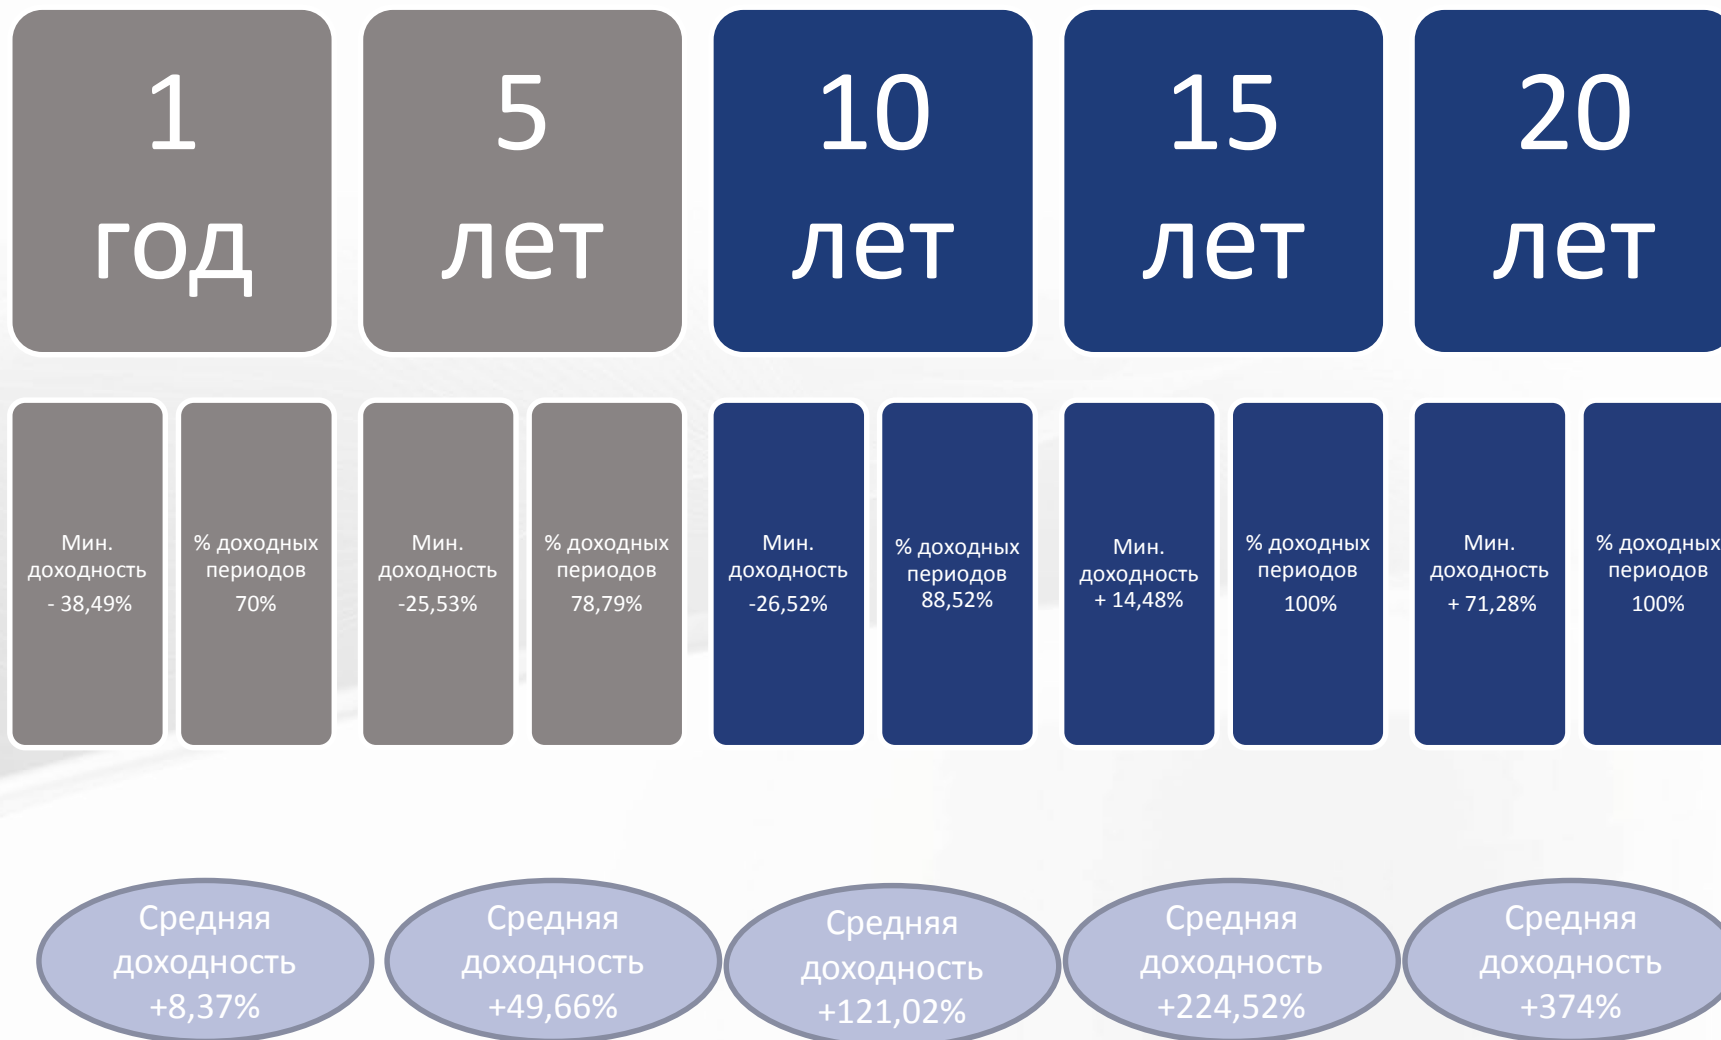 1
год
5
лет
10
лет
15
лет
20
лет
Мин.
доходность
- 38,49%
% доходных
периодов
70%
Мин.
доходность
-25,53%
% доходных
периодов
78,79%
Мин.
доходность
-26,52%
% доходных
периодов
88,52%
Мин.
доходность
+ 14,48%
% доходных
периодов
100%
Мин.
доходность
+ 71,28%
% доходных
периодов
100%
Средняя
доходность
+8,37%
Средняя
доходность
+49,66%
Средняя
доходность
+121,02%
Средняя
доходность
+224,52%
Средняя
доходность
+374%